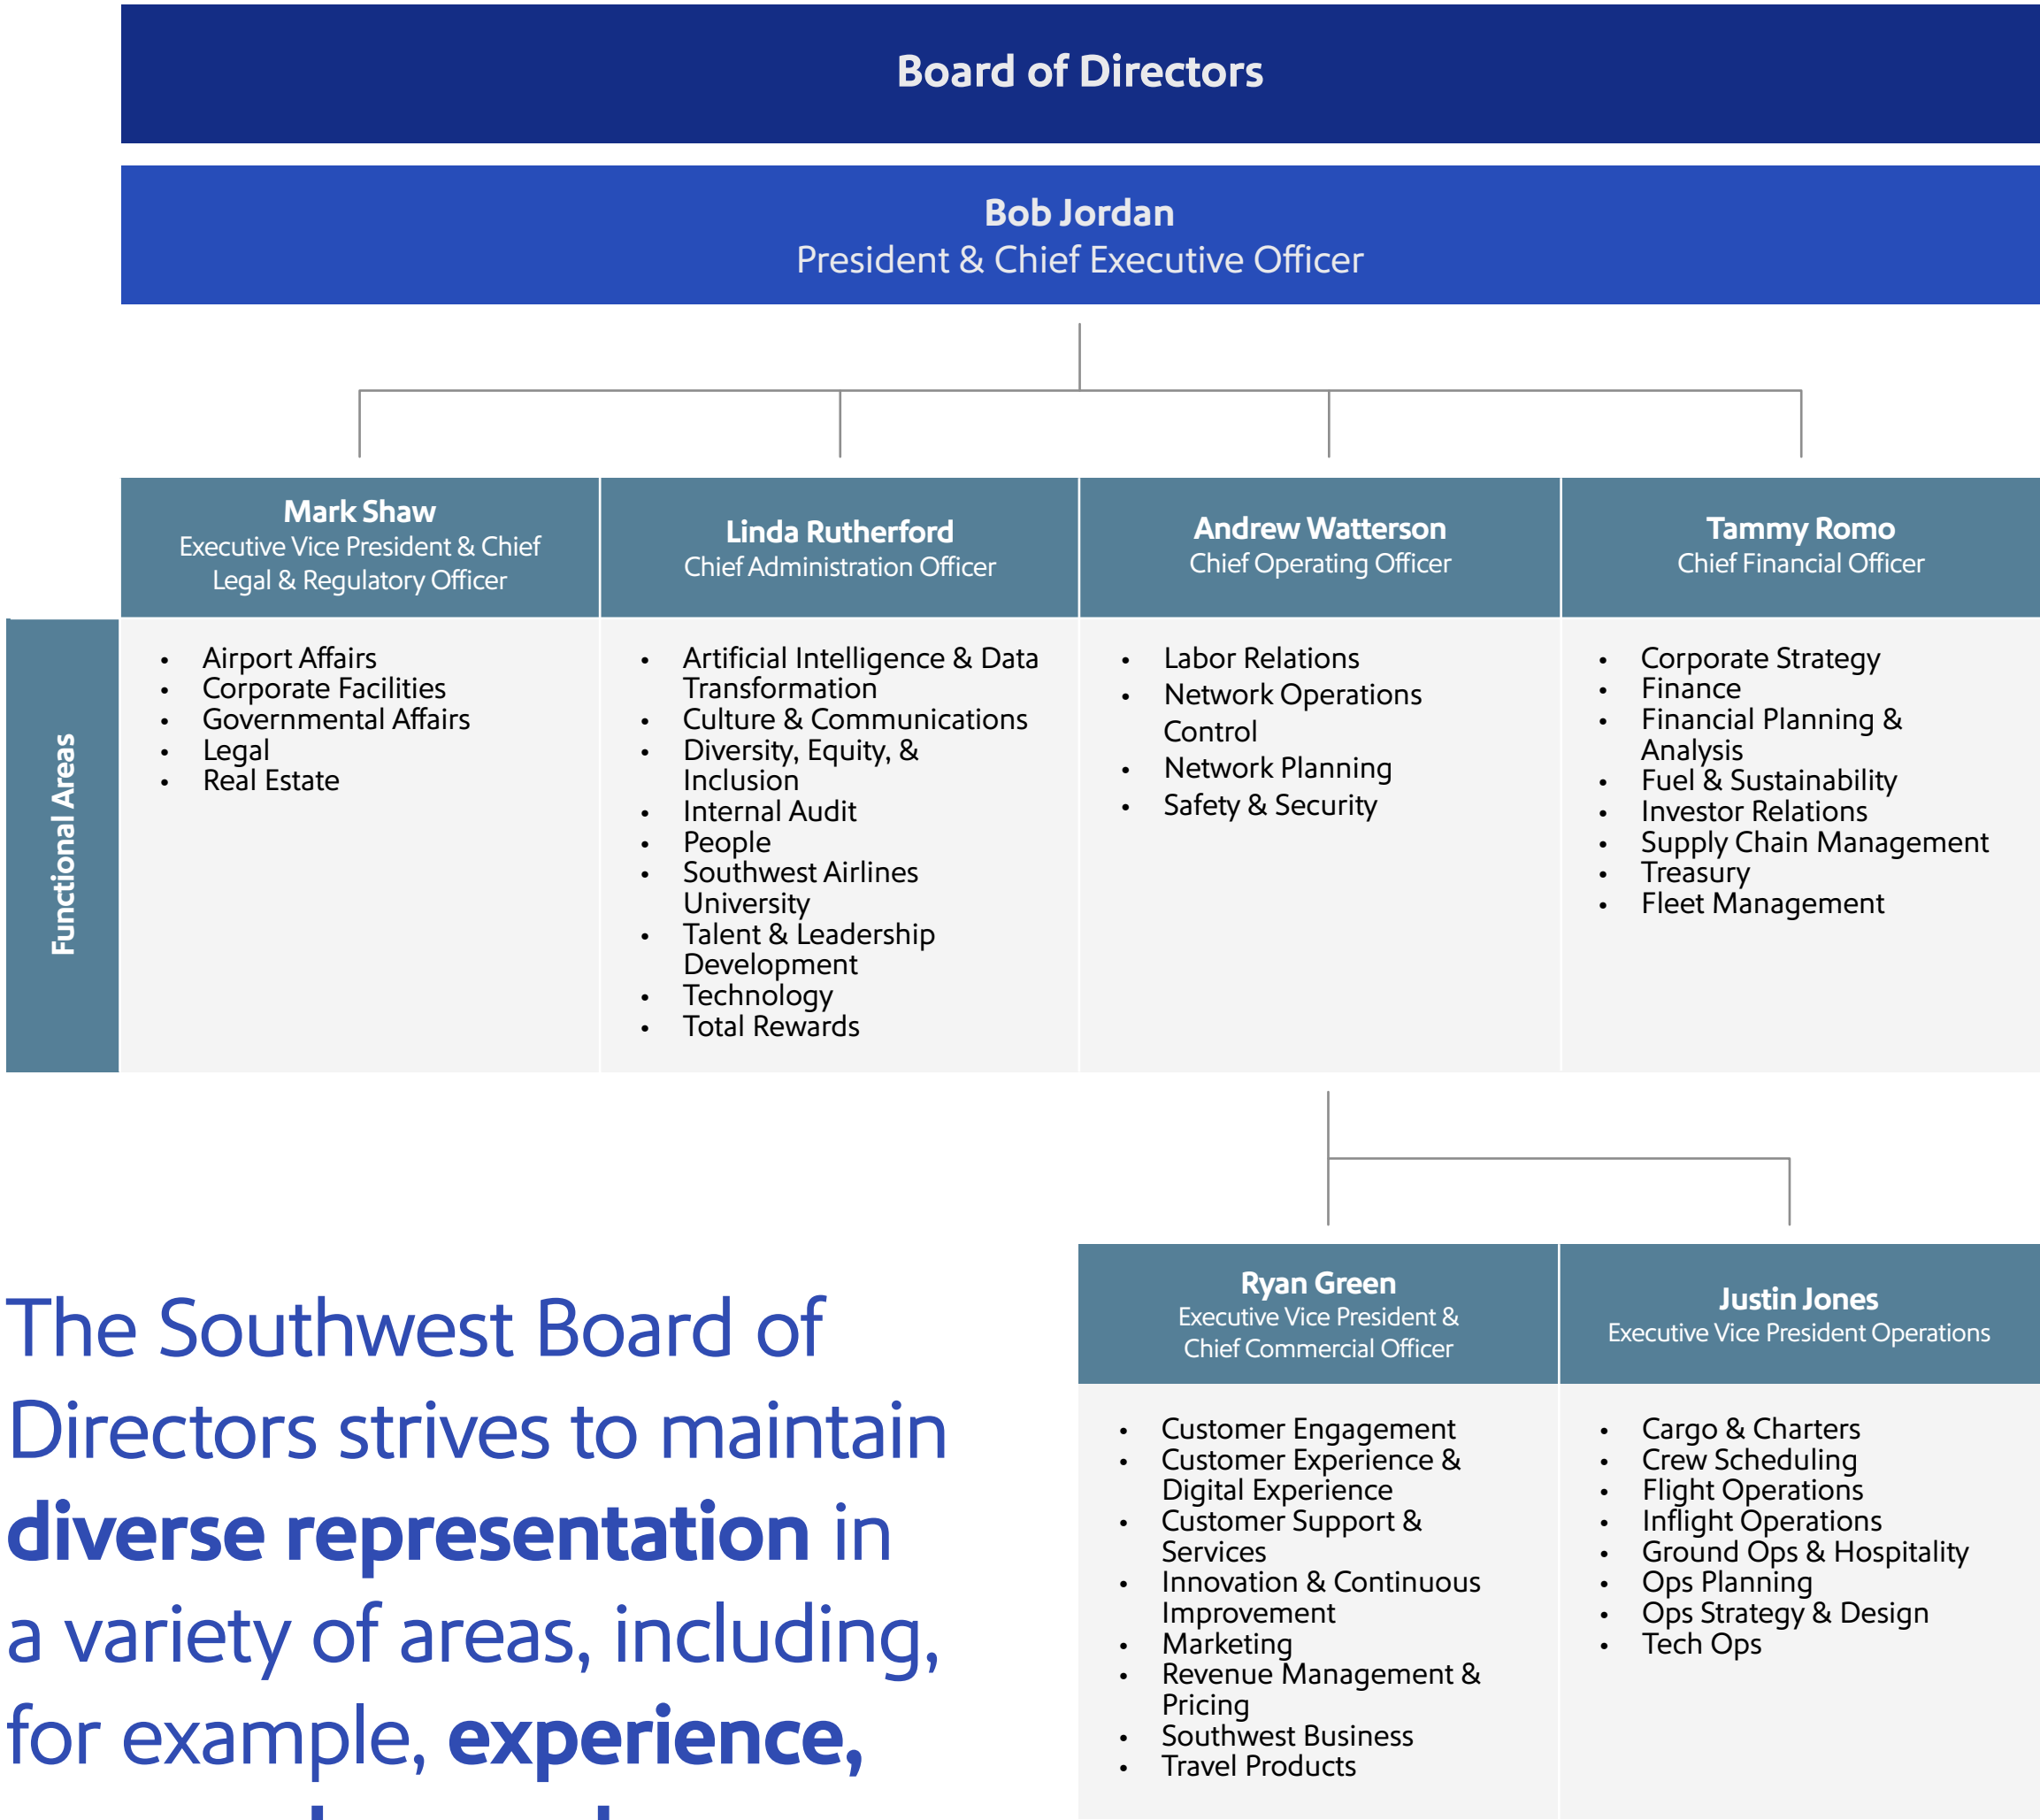 Board of Directors
Bob Jordan
President & Chief Executive Officer
Mark Shaw
Executive Vice President & Chief
Legal & Regulatory Officer
Linda Rutherford
Chief Administration Officer
Andrew Watterson
Chief Operating Officer
Tammy Romo
Chief Financial Officer
Functional Areas
• Airport Affairs
• Corporate Facilities
• Governmental Affairs
• Legal
• Real Estate
• Artificial Intelligence & Data
Transformation
• Culture & Communications
• Diversity, Equity, &
Inclusion
• Internal Audit
• People
• Southwest Airlines
University
• Talent & Leadership
Development
• Technology
• Total Rewards
• Labor Relations
• Network Operations
Control
• Network Planning
• Safety & Security
• Corporate Strategy
• Finance
• Financial Planning &
Analysis
• Fuel & Sustainability
• Investor Relations
• Supply Chain Management
• Treasury
• Fleet Management
Ryan Green
Executive Vice President &
Chief Commercial Officer
Justin Jones
Executive Vice President Operations
• Customer Engagement
• Customer Experience &
Digital Experience
• Customer Support &
Services
• Innovation & Continuous
Improvement
• Marketing
• Revenue Management &
Pricing
• Southwest Business
• Travel Products
• Cargo & Charters
• Crew Scheduling
• Flight Operations
• Inflight Operations
• Ground Ops & Hospitality
• Ops Planning
• Ops Strategy & Design
• Tech Ops
The Southwest Board of
Directors strives to maintain
diverse representation in
a variety of areas, including,
for example, experience,